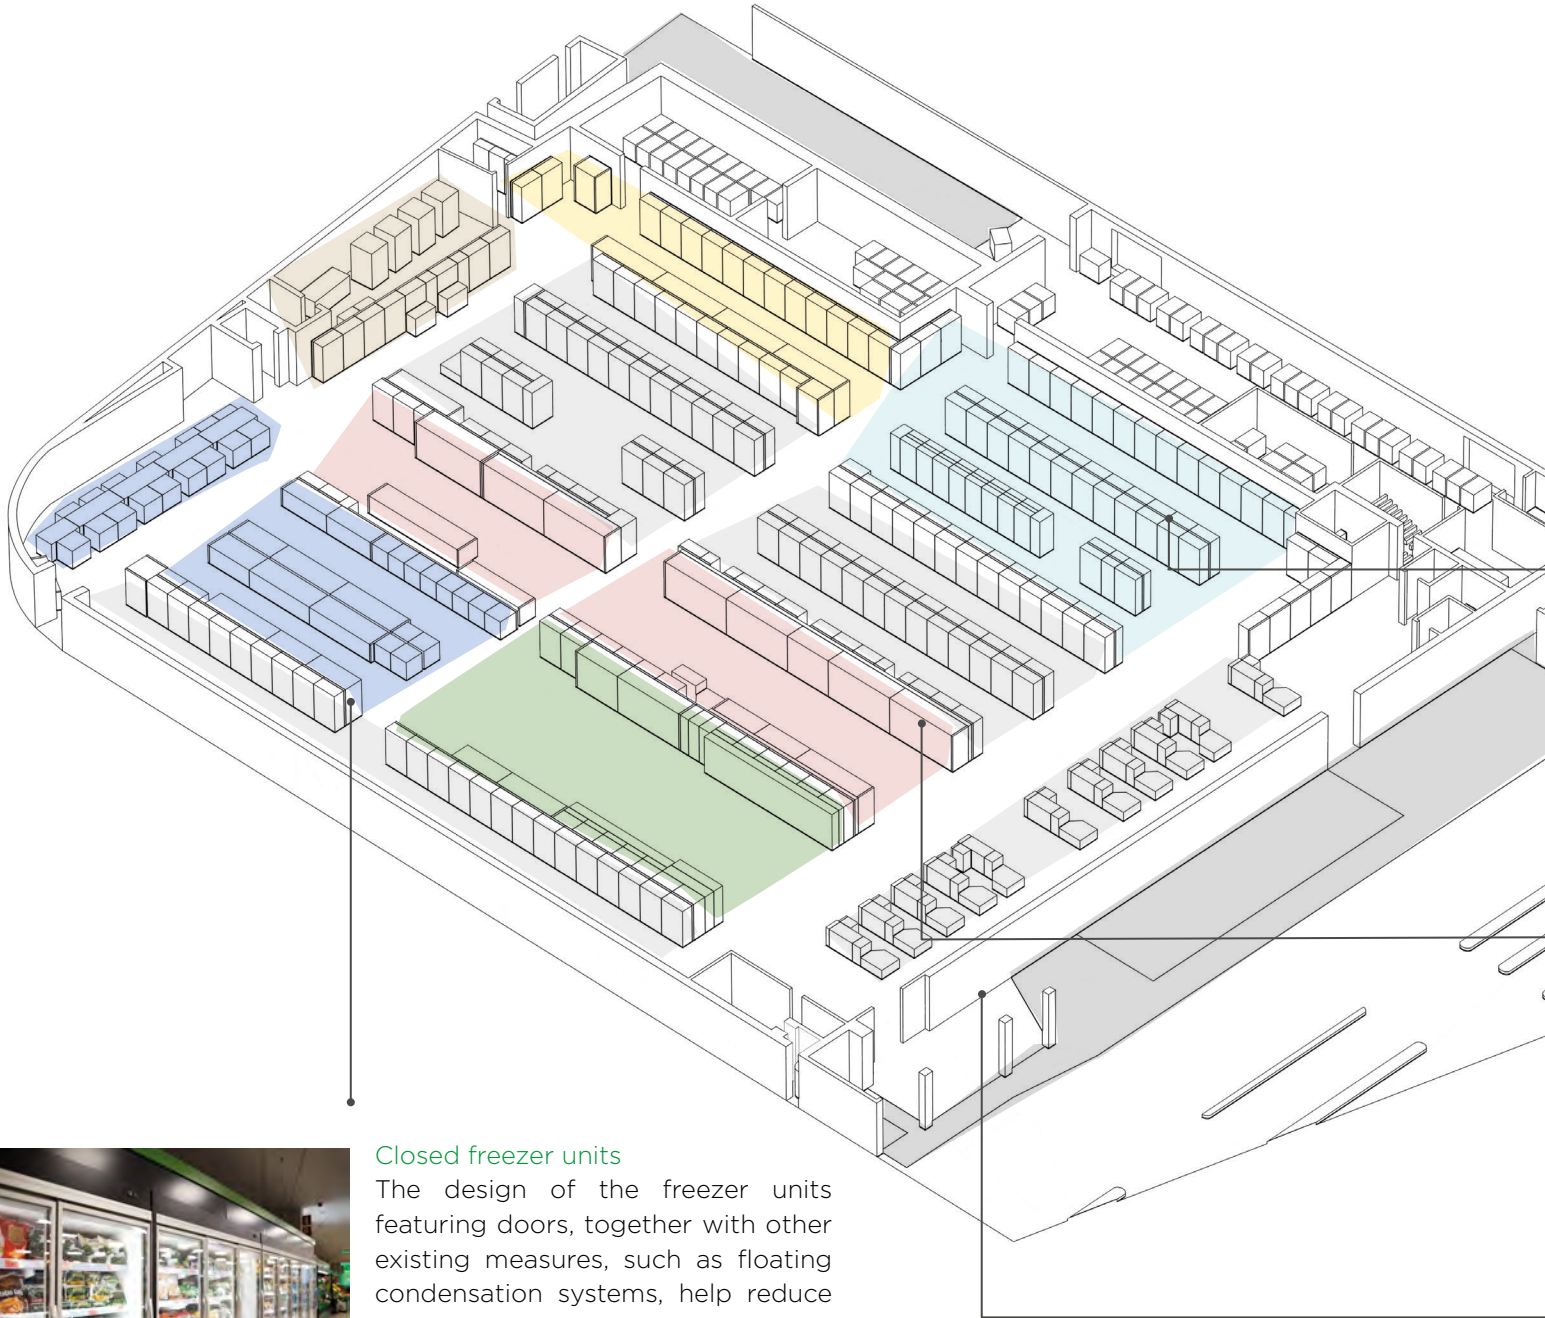 Closed freezer units
The design of the freezer units
featuring doors, together with other
existing measures, such as floating
condensation systems, help reduce